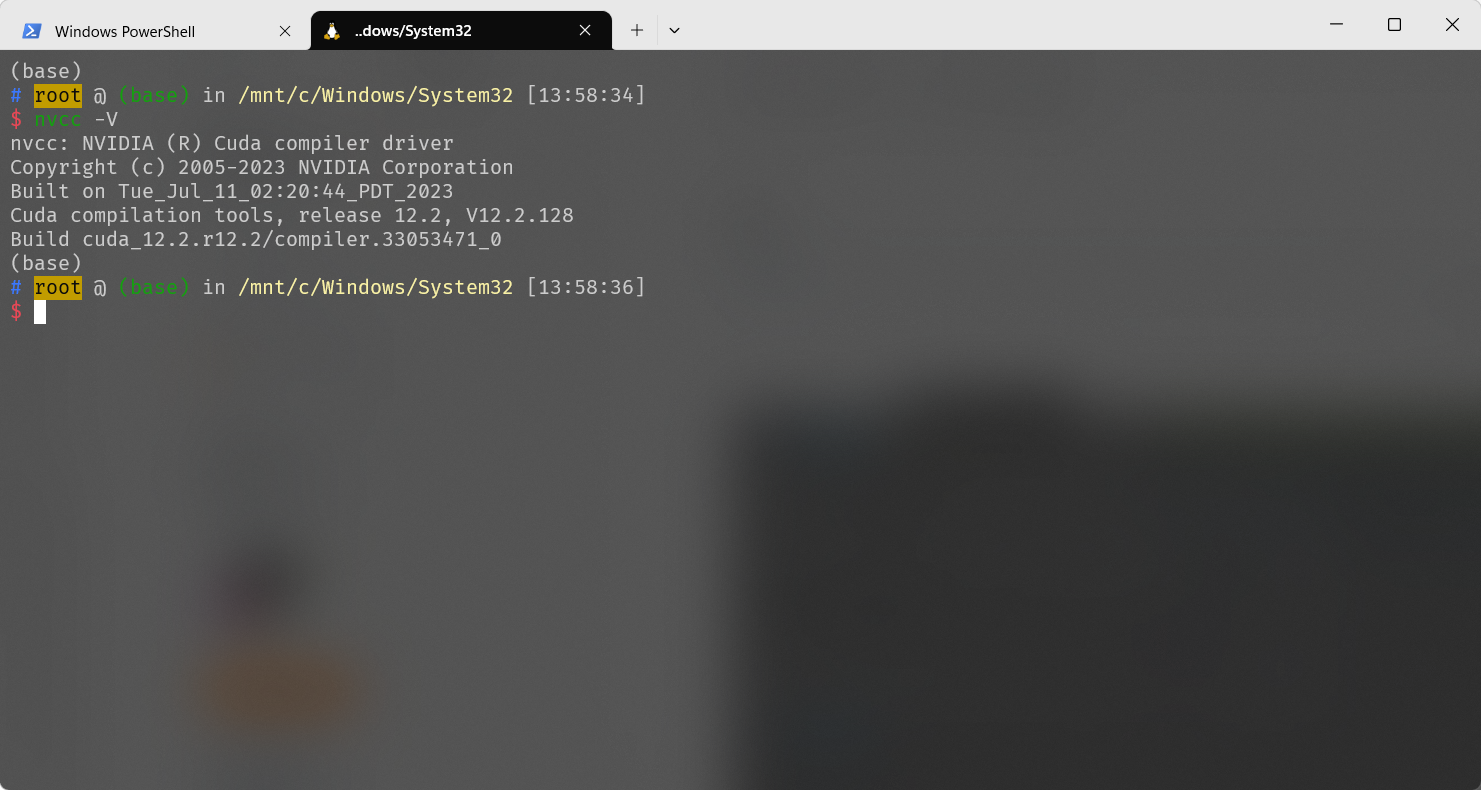 Windows PowerShell
..dows/System32
(base)
# root @ (base) in /mnt/c/Windows/System32 [13:58:34]
$ nvcc -V
nvcc: NVIDIA (R) Cuda compiler driver
Copyright (c) 2005-2023 NVIDIA Corporation
Built on Tue_Jul_11_02:20:44_PDT_2023
Cuda compilation tools, release 12.2, V12.2.128
Build cuda_12.2.r12.2/compiler.33053471_0
(base)
# root @ (base) in /mnt/c/Windows/System32 [13:58:36]
$